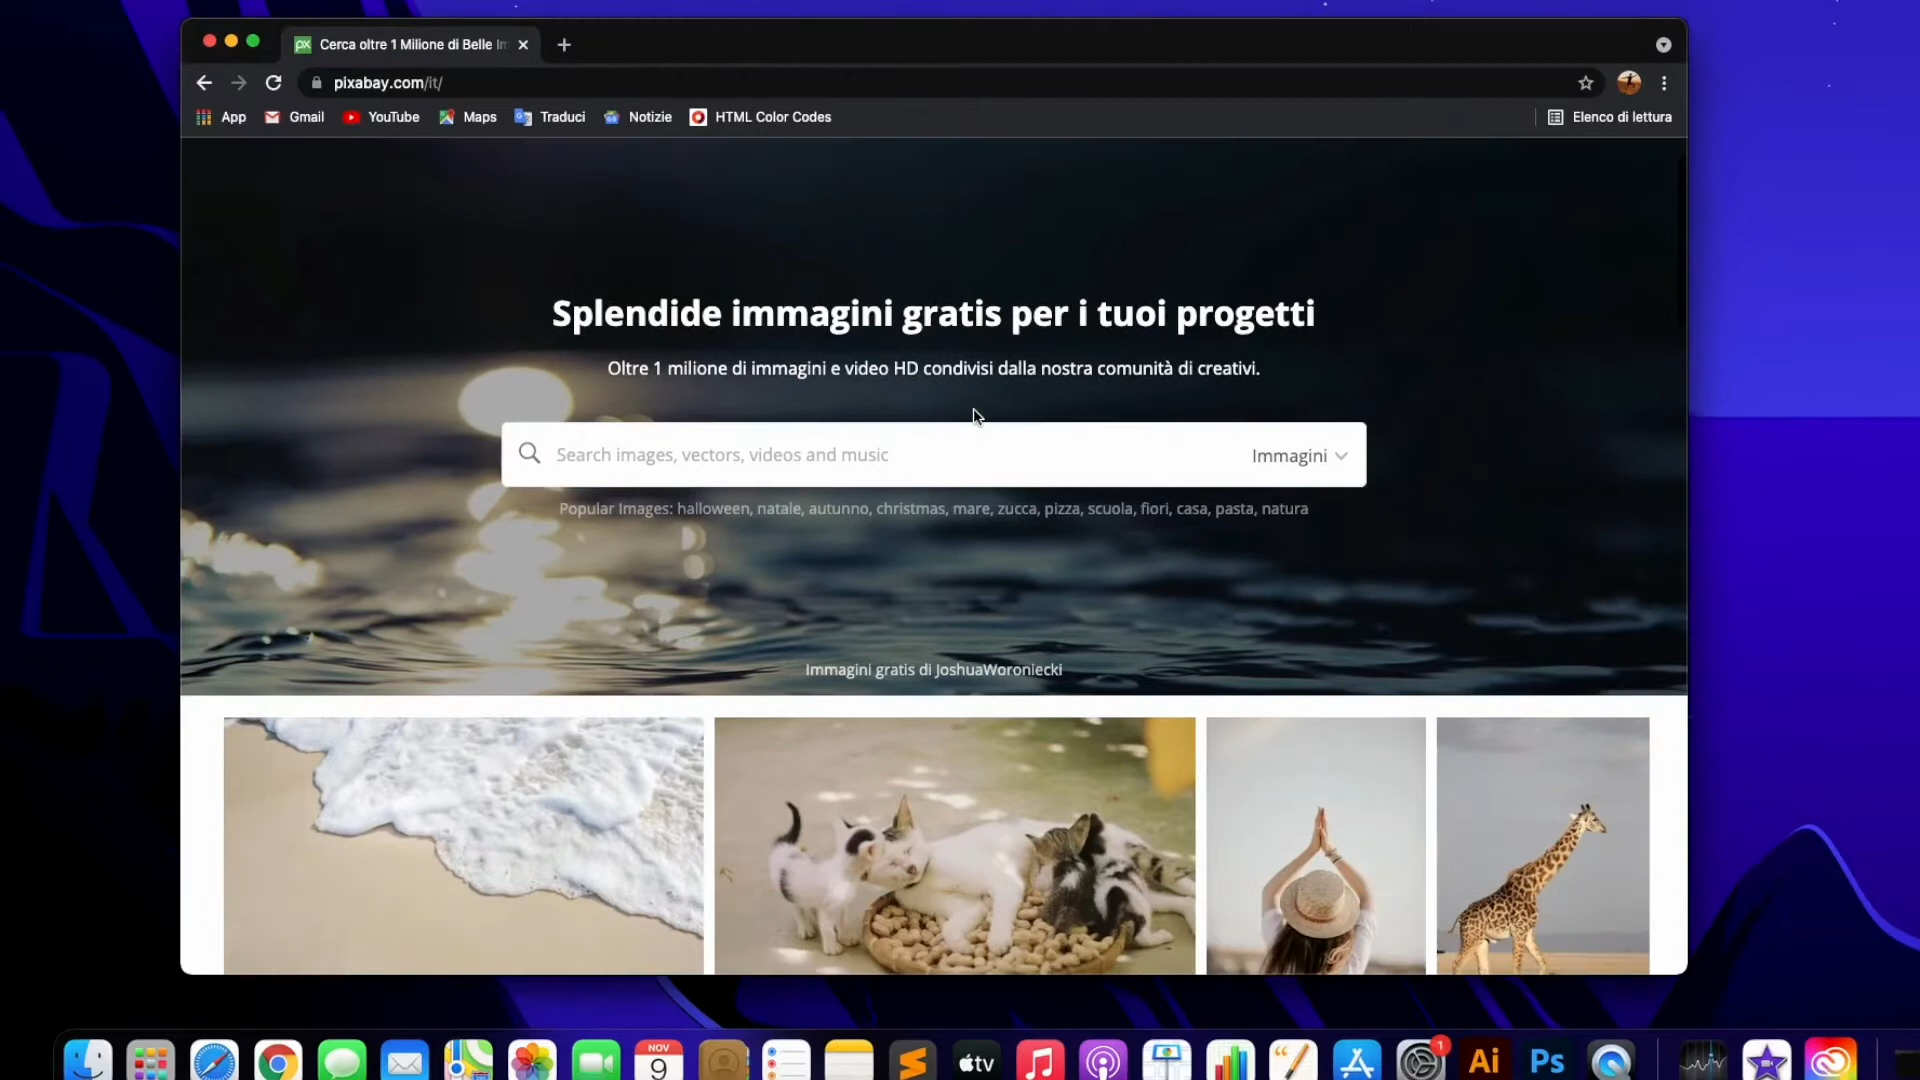 px Cerca oltre 1 Milione di Belle Im
pixabay.com/it/
App Gmail YouTube Maps Traduci Notizie HTML Color Codes Elenco di lettura
Splendide immagini gratis per i tuoi progetti
Oltre 1 milione di immagini e video HD condivisi dalla nostra comunità di creativi.
Search images, vectors, videos and music Immagini
Popular Images: halloween, natale, autunno, christmas, mare, zucca, pizza, scuola, fiori, casa, pasta, natura
Immagini gratis di JoshuaWoroniecki
NOV
9
tv
1
Ai
Ps